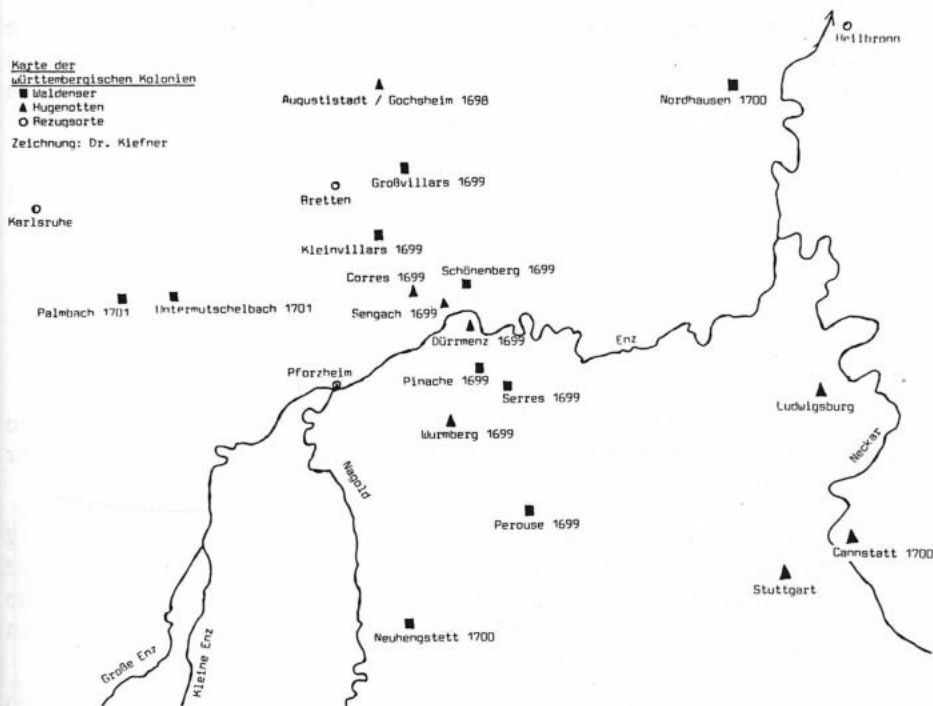 Karte der
württembergischen Kolonien
■ Waldenser
▲ Hugenotten
○ Bezugsorte
Zeichnung: Dr. Kiefner
Heilbronn
Augustistadt / Gochsheim 1698
Nordhausen 1700
Großvillars 1699
Bretten
Karlsruhe
Kleinvillars 1699
Corres 1699
Schönenberg 1699
Palmbach 1701
Untermutschelbach 1701
Sengach 1699
Dürrmenz 1699
Enz
Pforzheim
Pinache 1699
Serres 1699
Ludwigsburg
Wurmberg 1699
Neckar
Nagold
Perouse 1699
Cannstatt 1700
Stuttgart
Neuhengstett 1700
Große Enz
Kleine Enz